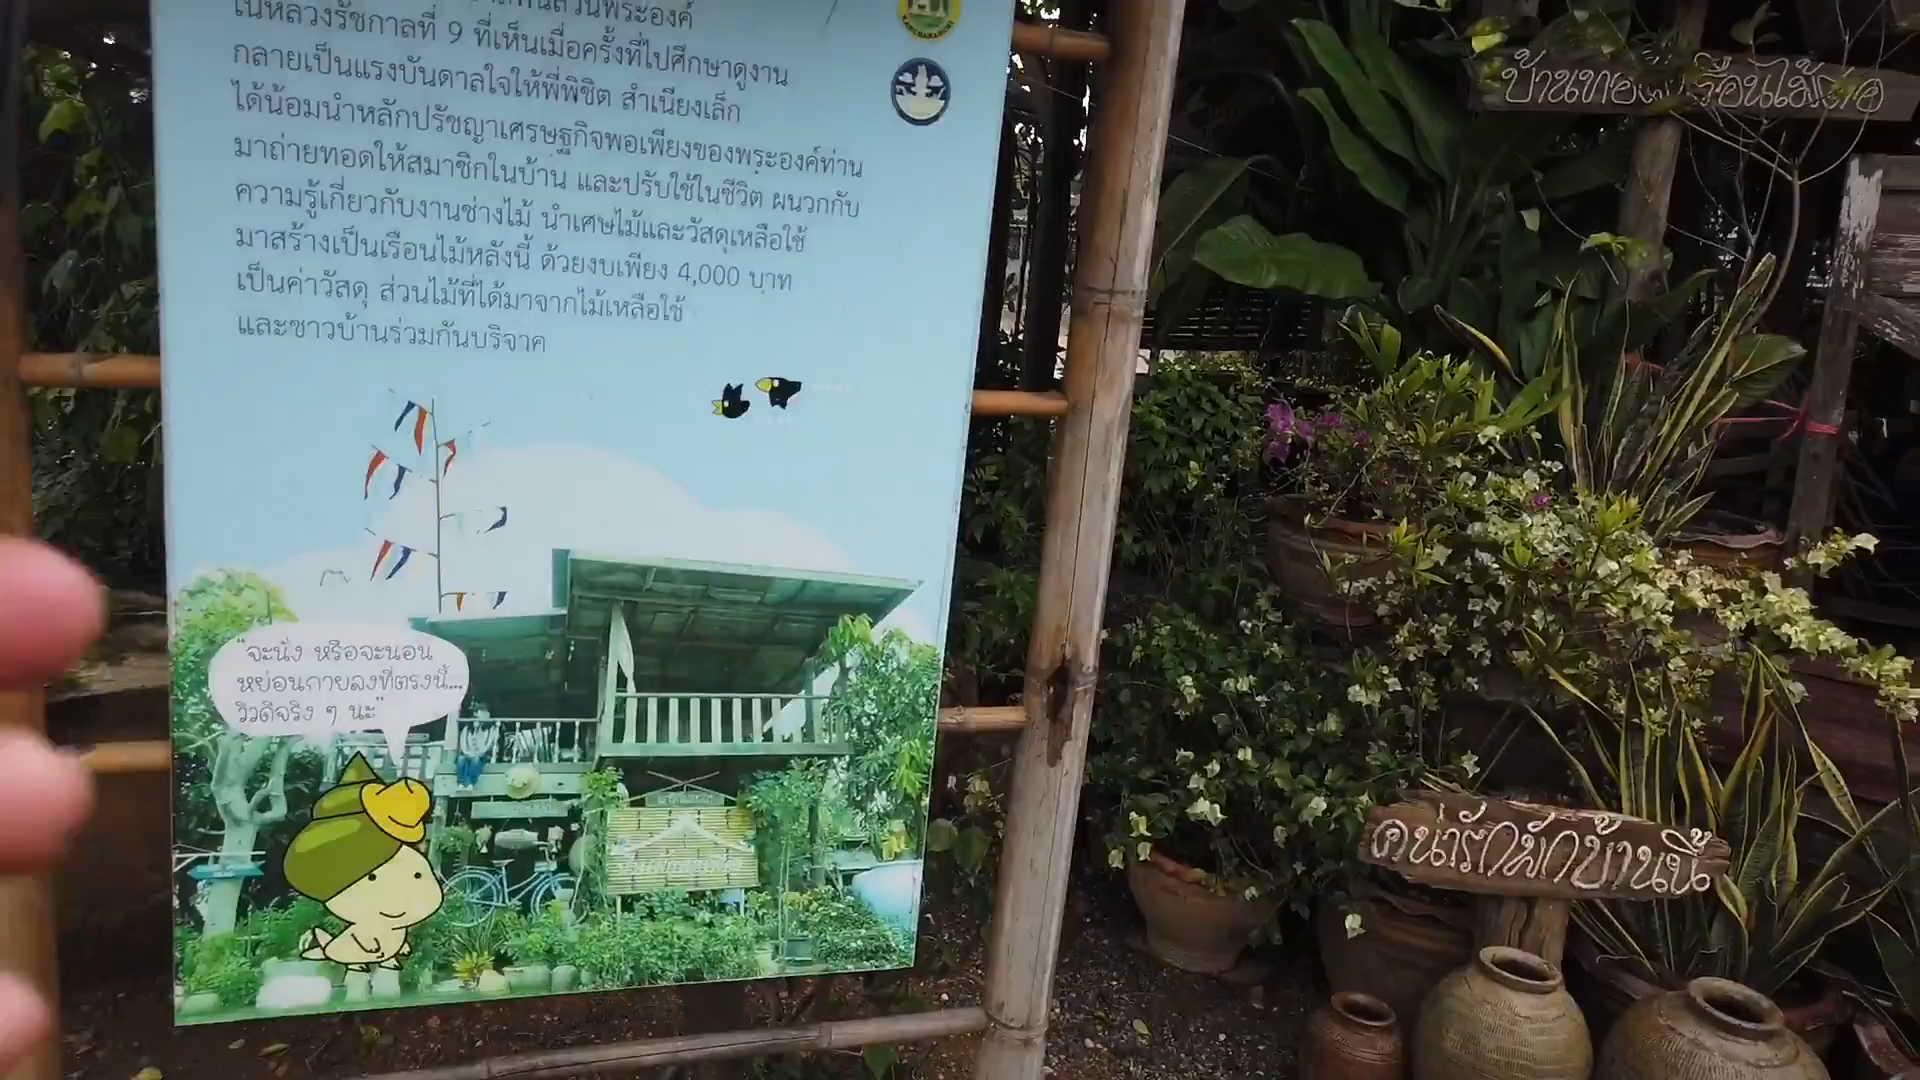 ในหลวงรัชกาลที่ 9 ที่เห็นเมื่อครั้งที่ไปศึกษาดูงาน
กลายเป็นแรงบันดาลใจให้พี่พิชิต สำเนียงเล็ก
ได้น้อมนำหลักปรัชญาเศรษฐกิจพอเพียงของพระองค์ท่าน
มาถ่ายทอดให้สมาชิกในบ้าน และปรับใช้ในชีวิต ผนวกกับ
ความรู้เกี่ยวกับงานช่างไม้ นำเศษไม้และวัสดุเหลือใช้
มาสร้างเป็นเรือนไม้หลังนี้ ด้วยงบเพียง 4,000 บาท
เป็นค่าวัสดุ ส่วนไม้ที่ได้มาจากไม้เหลือใช้
และชาวบ้านร่วมกันบริจาค
"จะนั่ง หรือจะนอน
หย่อนกายลงที่ตรงนี้...
วิวดีจริง ๆ นะ"
คนน่ารักพักบ้านนี้